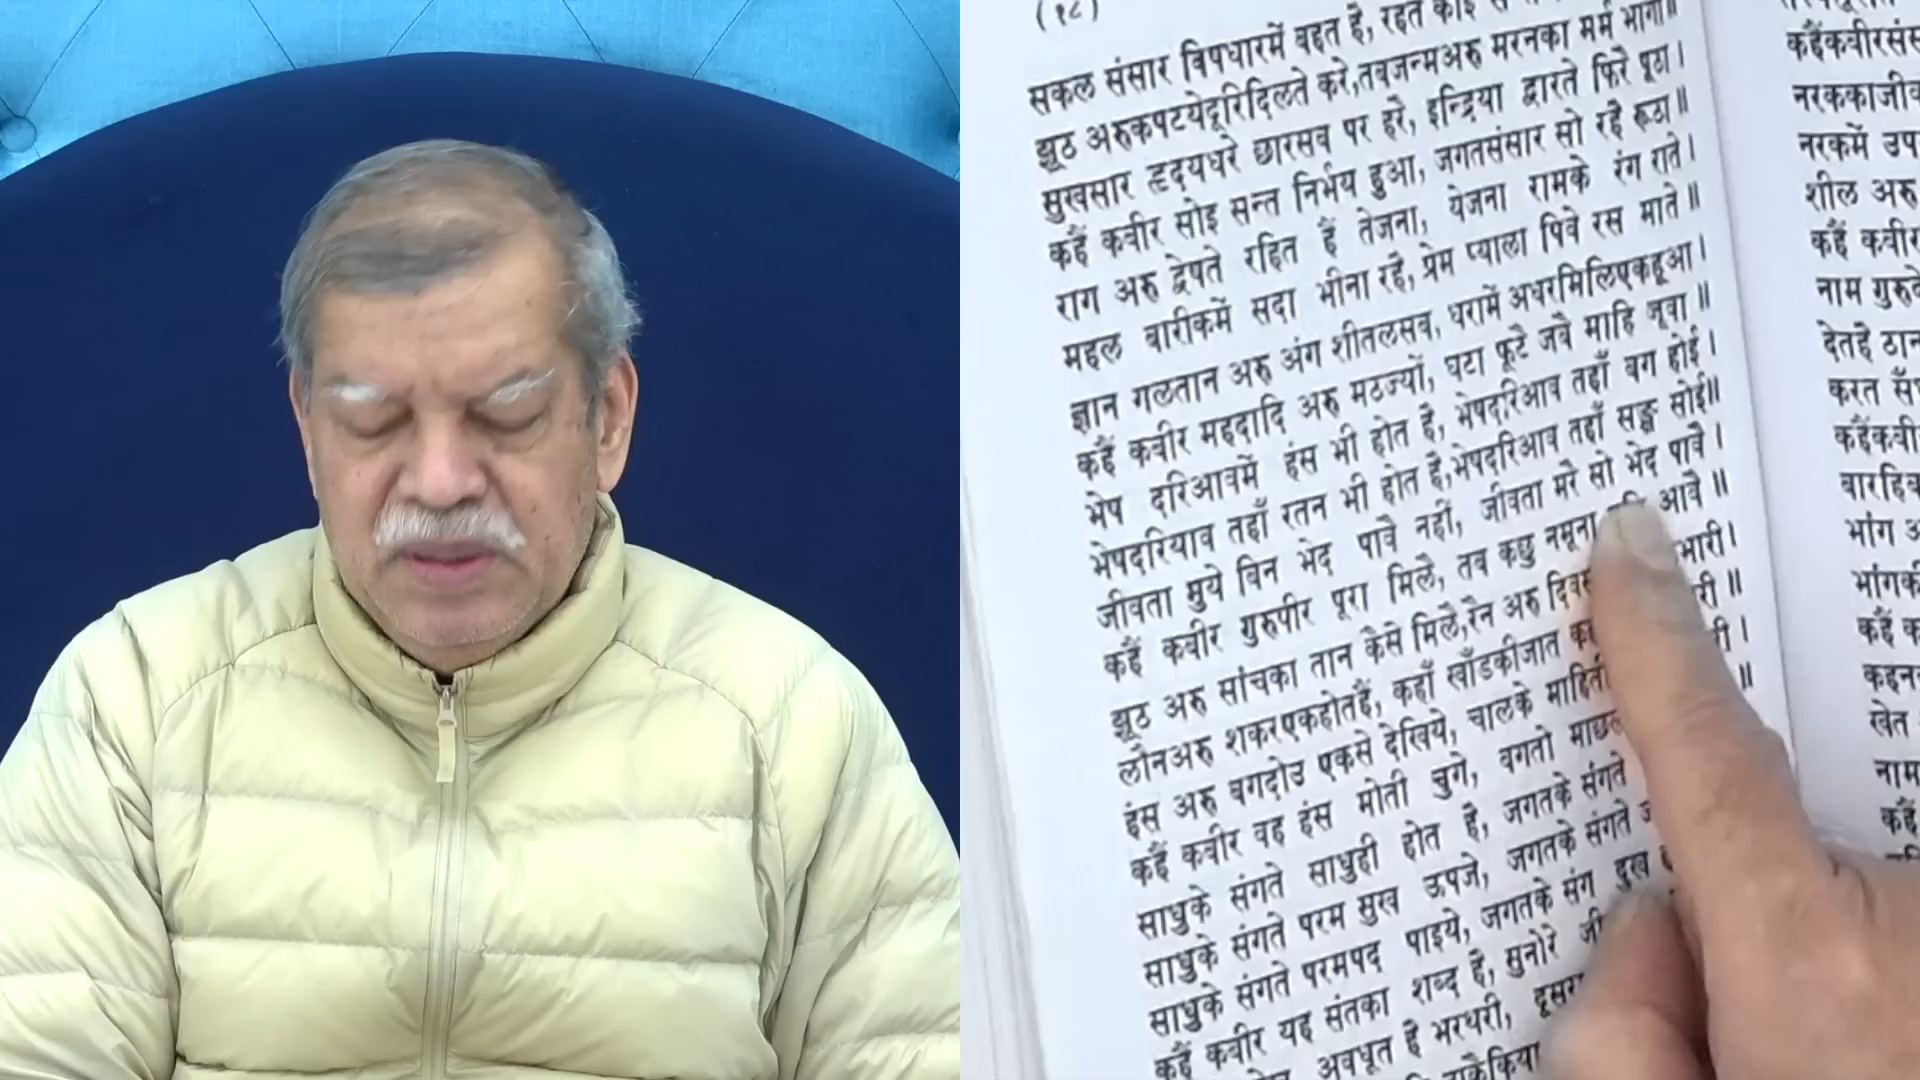 (१८)
सकल संसार विषधारमें बहत है, रहत कोइ
झूठ अरुकपटयेदूरिदिलते करे,तबजन्मअरु मरनका मर्म भागा॥
सुखसार हृदयधरे छारसब पर हरे, इन्द्रिया द्वारते फिरै पूठा।
कहैं कबीर सोइ सन्त निर्भय हुआ, जगतसंसार सो रहै रूठा॥
राग अरु द्वेषते रहित हैं तेजना, येजना रामके रंग राते।
महल बारीकमें सदा भीना रहै, प्रेम प्याला पिवे रस माते॥
ज्ञान गलतान अरु अंग शीतलसब, धरामें अधरमिलिएकहूआ।
कहैं कबीर महदादि अरु मठज्यों, घटा फूटै जबै माहि जूवा॥
भेष दरिआवमें हंस भी होत है, भेषदरिआव तहाँ बग होई।
भेषदरियाव तहाँ रतन भी होत है,भेषदरिआव तहाँ सङ्ख सोई॥
जीवता मुये बिन भेद पावै नहीं, जीवता मरै सो भेद पावै।
कहैं कबीर गुरुपीर पूरा मिलै, तब कछु नमूना आवै॥
झूठ अरु सांचका तान कैसे मिलै,रैन अरु दिवस भारी।
लौनअरु शकरएकहोतहैं, कहाँ खाँडकीजात री॥
हंस अरु बगदोउ एकसे देखिये, चालके माहिती री।
कहैं कबीर वह हंस मोती चुगे, बगतो माछल ॥
साधुके संगते साधुही होत है, जगतके संगते
साधुके संगते परम सुख ऊपजे, जगतके संगते
साधुके संगते परमपद पाइये, जगतके संग दुख
कहैं कबीर यह संतका शब्द है, सुनोरे
अवधूत है भरथरी, दूसरा
कहैंकबीरसंस
नरककाजीव
नरकमें उप
शील अरु
कहैं कबीर
नाम गुरुदे
देतहै ठान
करत
कहैंकबी
बारहिब
भांग अ
भांगकी
कहैं क
कहन
खेत
नाम
कहैं